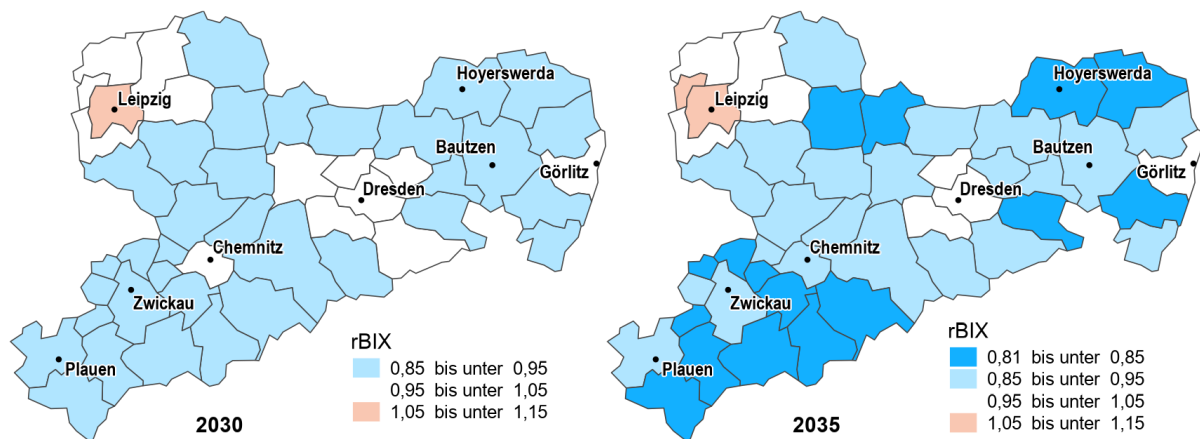 Leipzig
Hoyerswerda
Bautzen
Görlitz
Dresden
Chemnitz
Zwickau
Plauen
rBIX
0,85 bis unter 0,95
0,95 bis unter 1,05
1,05 bis unter 1,15
2030
Leipzig
Hoyerswerda
Bautzen
Görlitz
Dresden
Chemnitz
Zwickau
Plauen
rBIX
0,81 bis unter 0,85
0,85 bis unter 0,95
0,95 bis unter 1,05
1,05 bis unter 1,15
2035